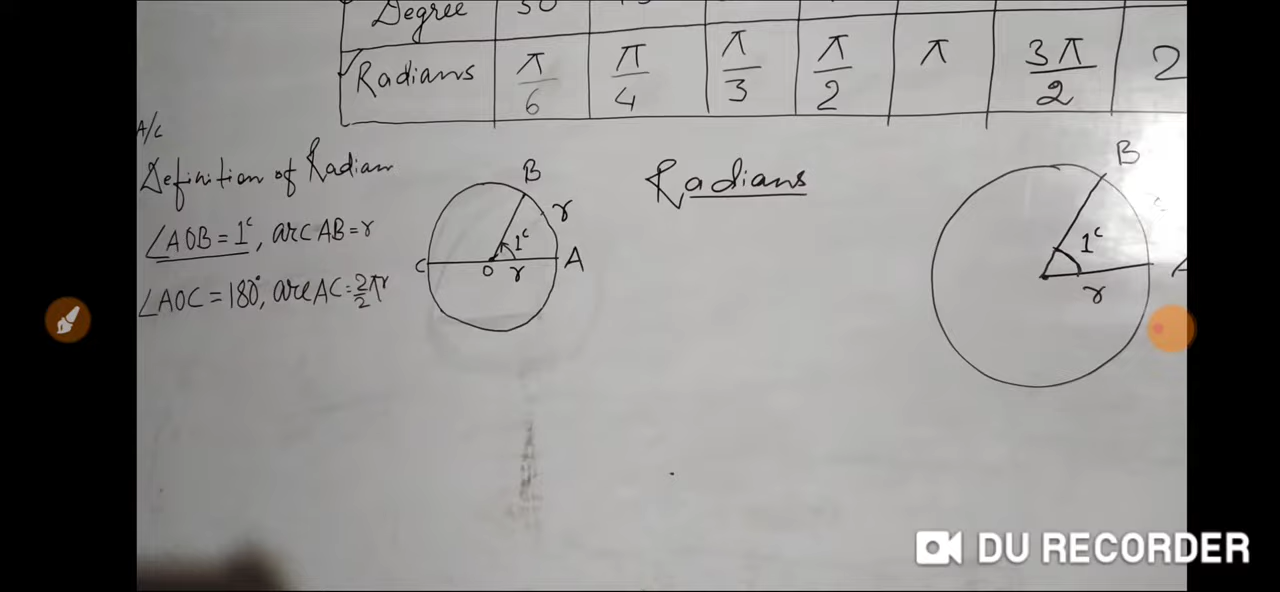 Degree 30
Radians π/6 π/4 π/3 π/2 π 3π/2 2
A/c
Definition of Radian
∠AOB = 1ᶜ, arc AB = r
∠AOC = 180°, arc AC = 2/2 πr
B
r
1ᶜ
C O r A
Radians
B
1ᶜ
r
DU RECORDER